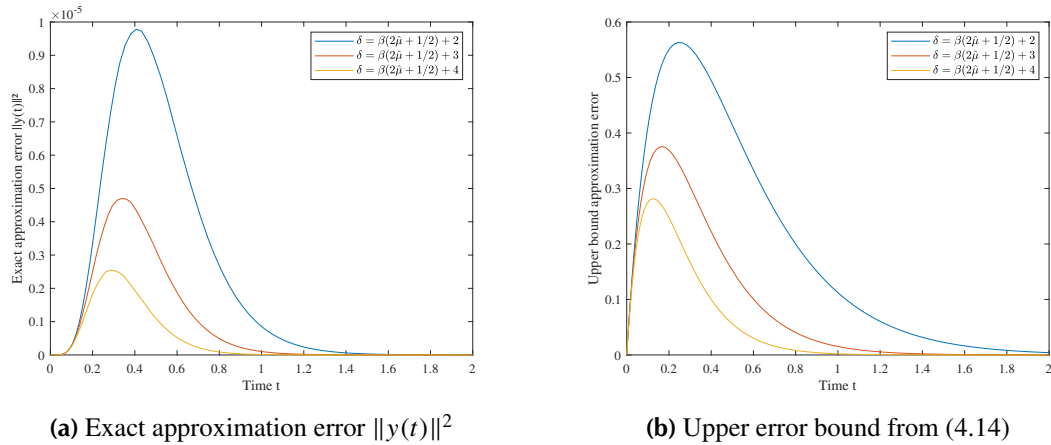 ×10⁻⁵
1
0.9
0.8
0.7
0.6
0.5
0.4
0.3
0.2
0.1
0
0 0.2 0.4 0.6 0.8 1 1.2 1.4 1.6 1.8 2
Exact approximation error ||y(t)||²
Time t
δ = β(2μ̂ + 1/2) + 2
δ = β(2μ̂ + 1/2) + 3
δ = β(2μ̂ + 1/2) + 4
(a) Exact approximation error ∥y(t)∥²
0.6
0.5
0.4
0.3
0.2
0.1
0
0 0.2 0.4 0.6 0.8 1 1.2 1.4 1.6 1.8 2
Upper bound approximation error
Time t
δ = β(2μ̂ + 1/2) + 2
δ = β(2μ̂ + 1/2) + 3
δ = β(2μ̂ + 1/2) + 4
(b) Upper error bound from (4.14)